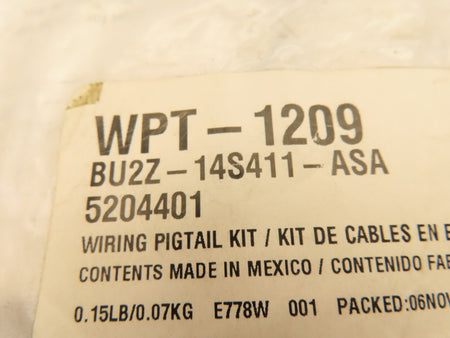 WPT-1209
BU2Z-14S411-ASA
5204401
WIRING PIGTAIL KIT / KIT DE CABLES EN
CONTENTS MADE IN MEXICO / CONTENIDO FAB
0.15LB/0.07KG E778W 001 PACKED:06NOV